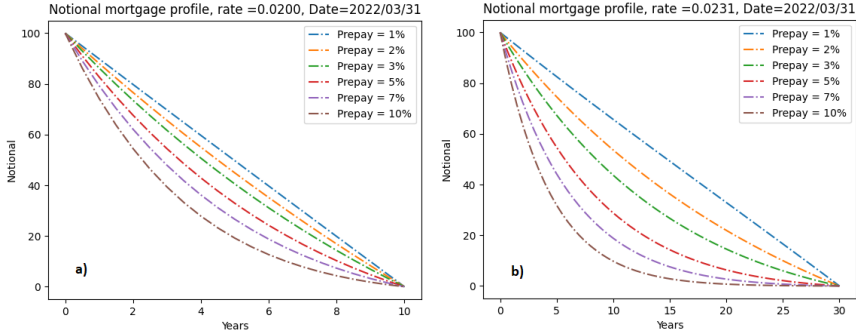 Notional mortgage profile, rate =0.0200, Date=2022/03/31
Notional
100
80
60
40
20
0
Prepay = 1%
Prepay = 2%
Prepay = 3%
Prepay = 5%
Prepay = 7%
Prepay = 10%
a)
0 2 4 6 8 10
Years
Notional mortgage profile, rate =0.0231, Date=2022/03/31
Notional
100
80
60
40
20
0
Prepay = 1%
Prepay = 2%
Prepay = 3%
Prepay = 5%
Prepay = 7%
Prepay = 10%
b)
0 5 10 15 20 25 30
Years